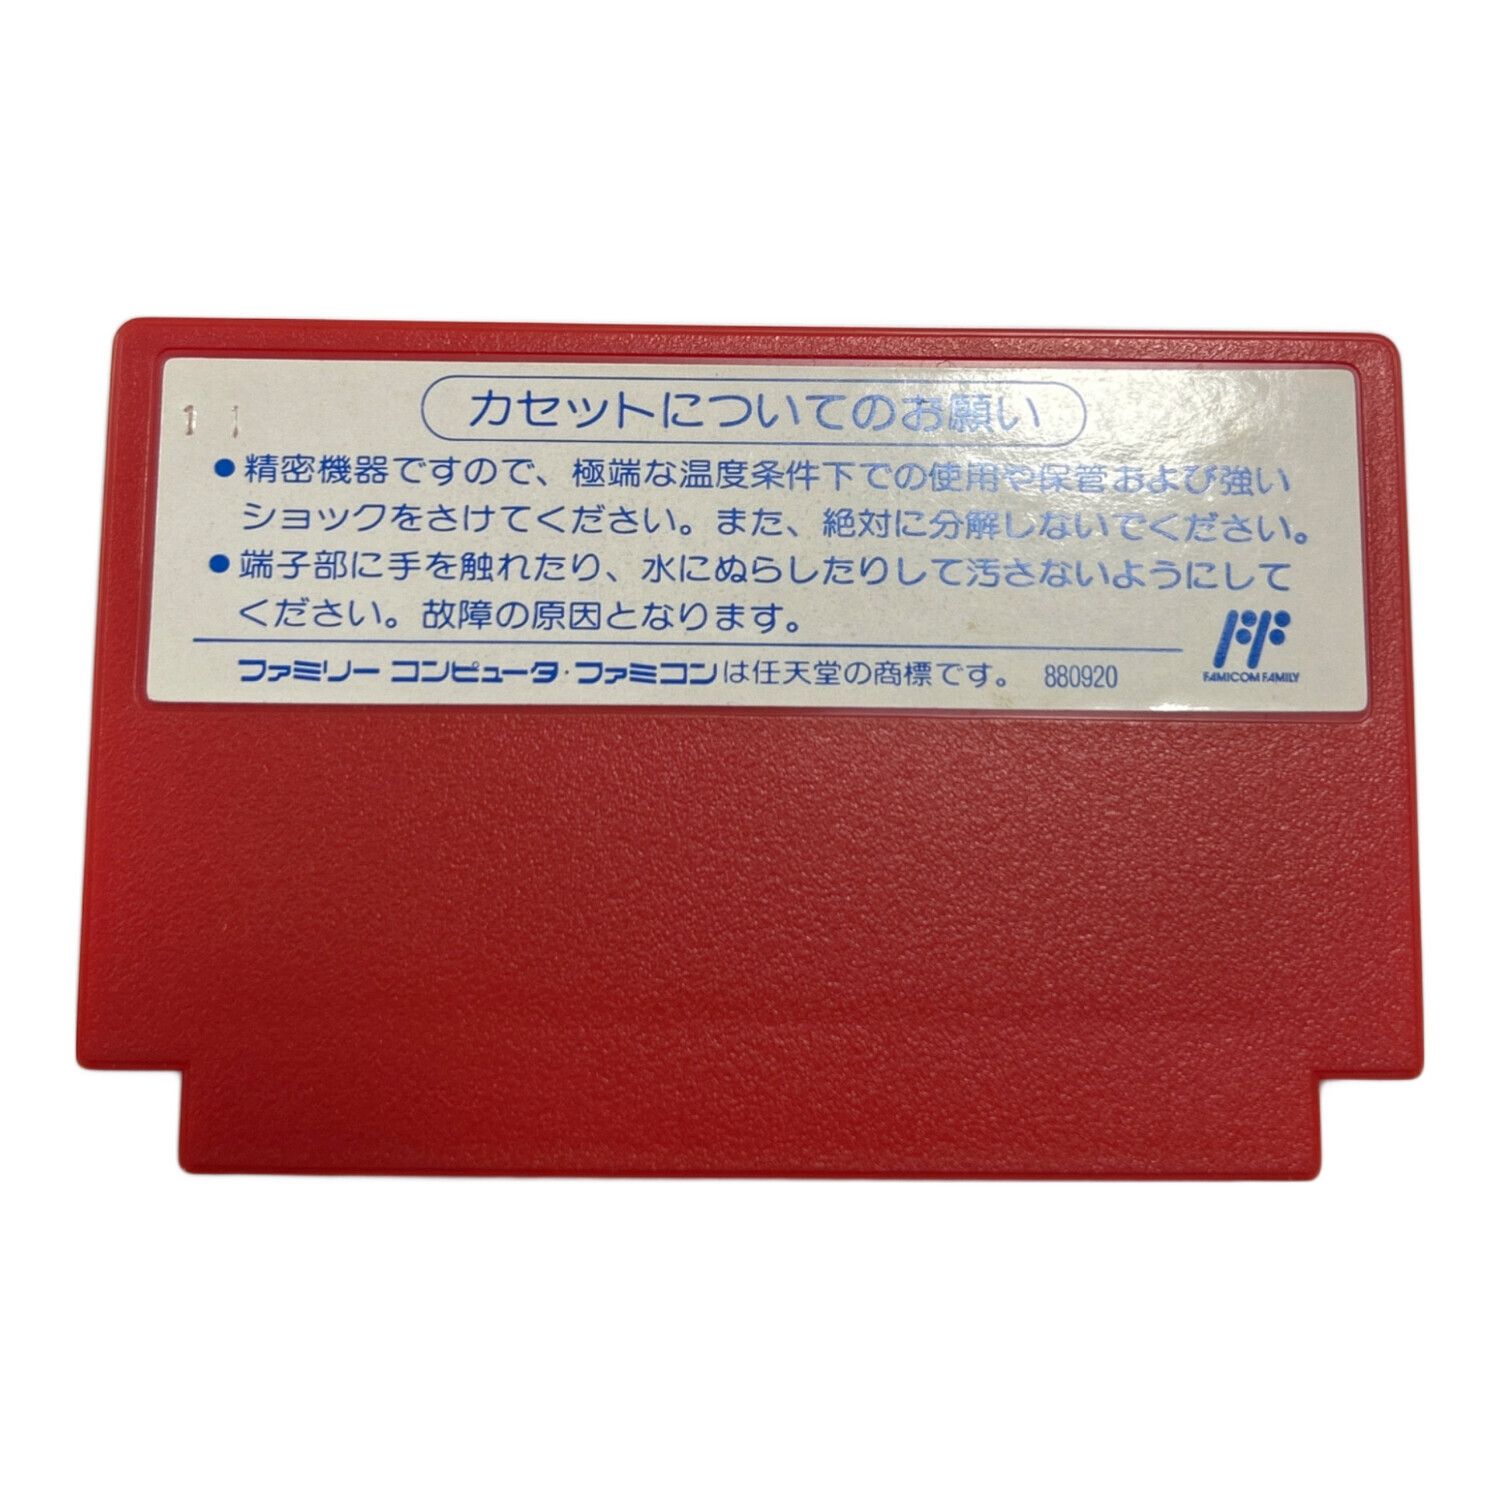 カセットについてのお願い
1 1
●精密機器ですので、極端な温度条件下での使用や保管および強い
ショックをさけてください。また、絶対に分解しないでください。
●端子部に手を触れたり、水にぬらしたりして汚さないようにして
ください。故障の原因となります。
ファミリーコンピュータ・ファミコンは任天堂の商標です。 880920
FF
FAMICOM FAMILY